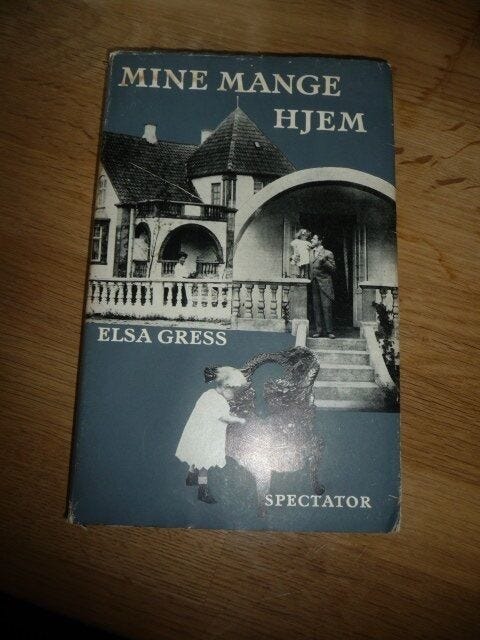 MINE MANGE
HJEM
ELSA GRESS
SPECTATOR